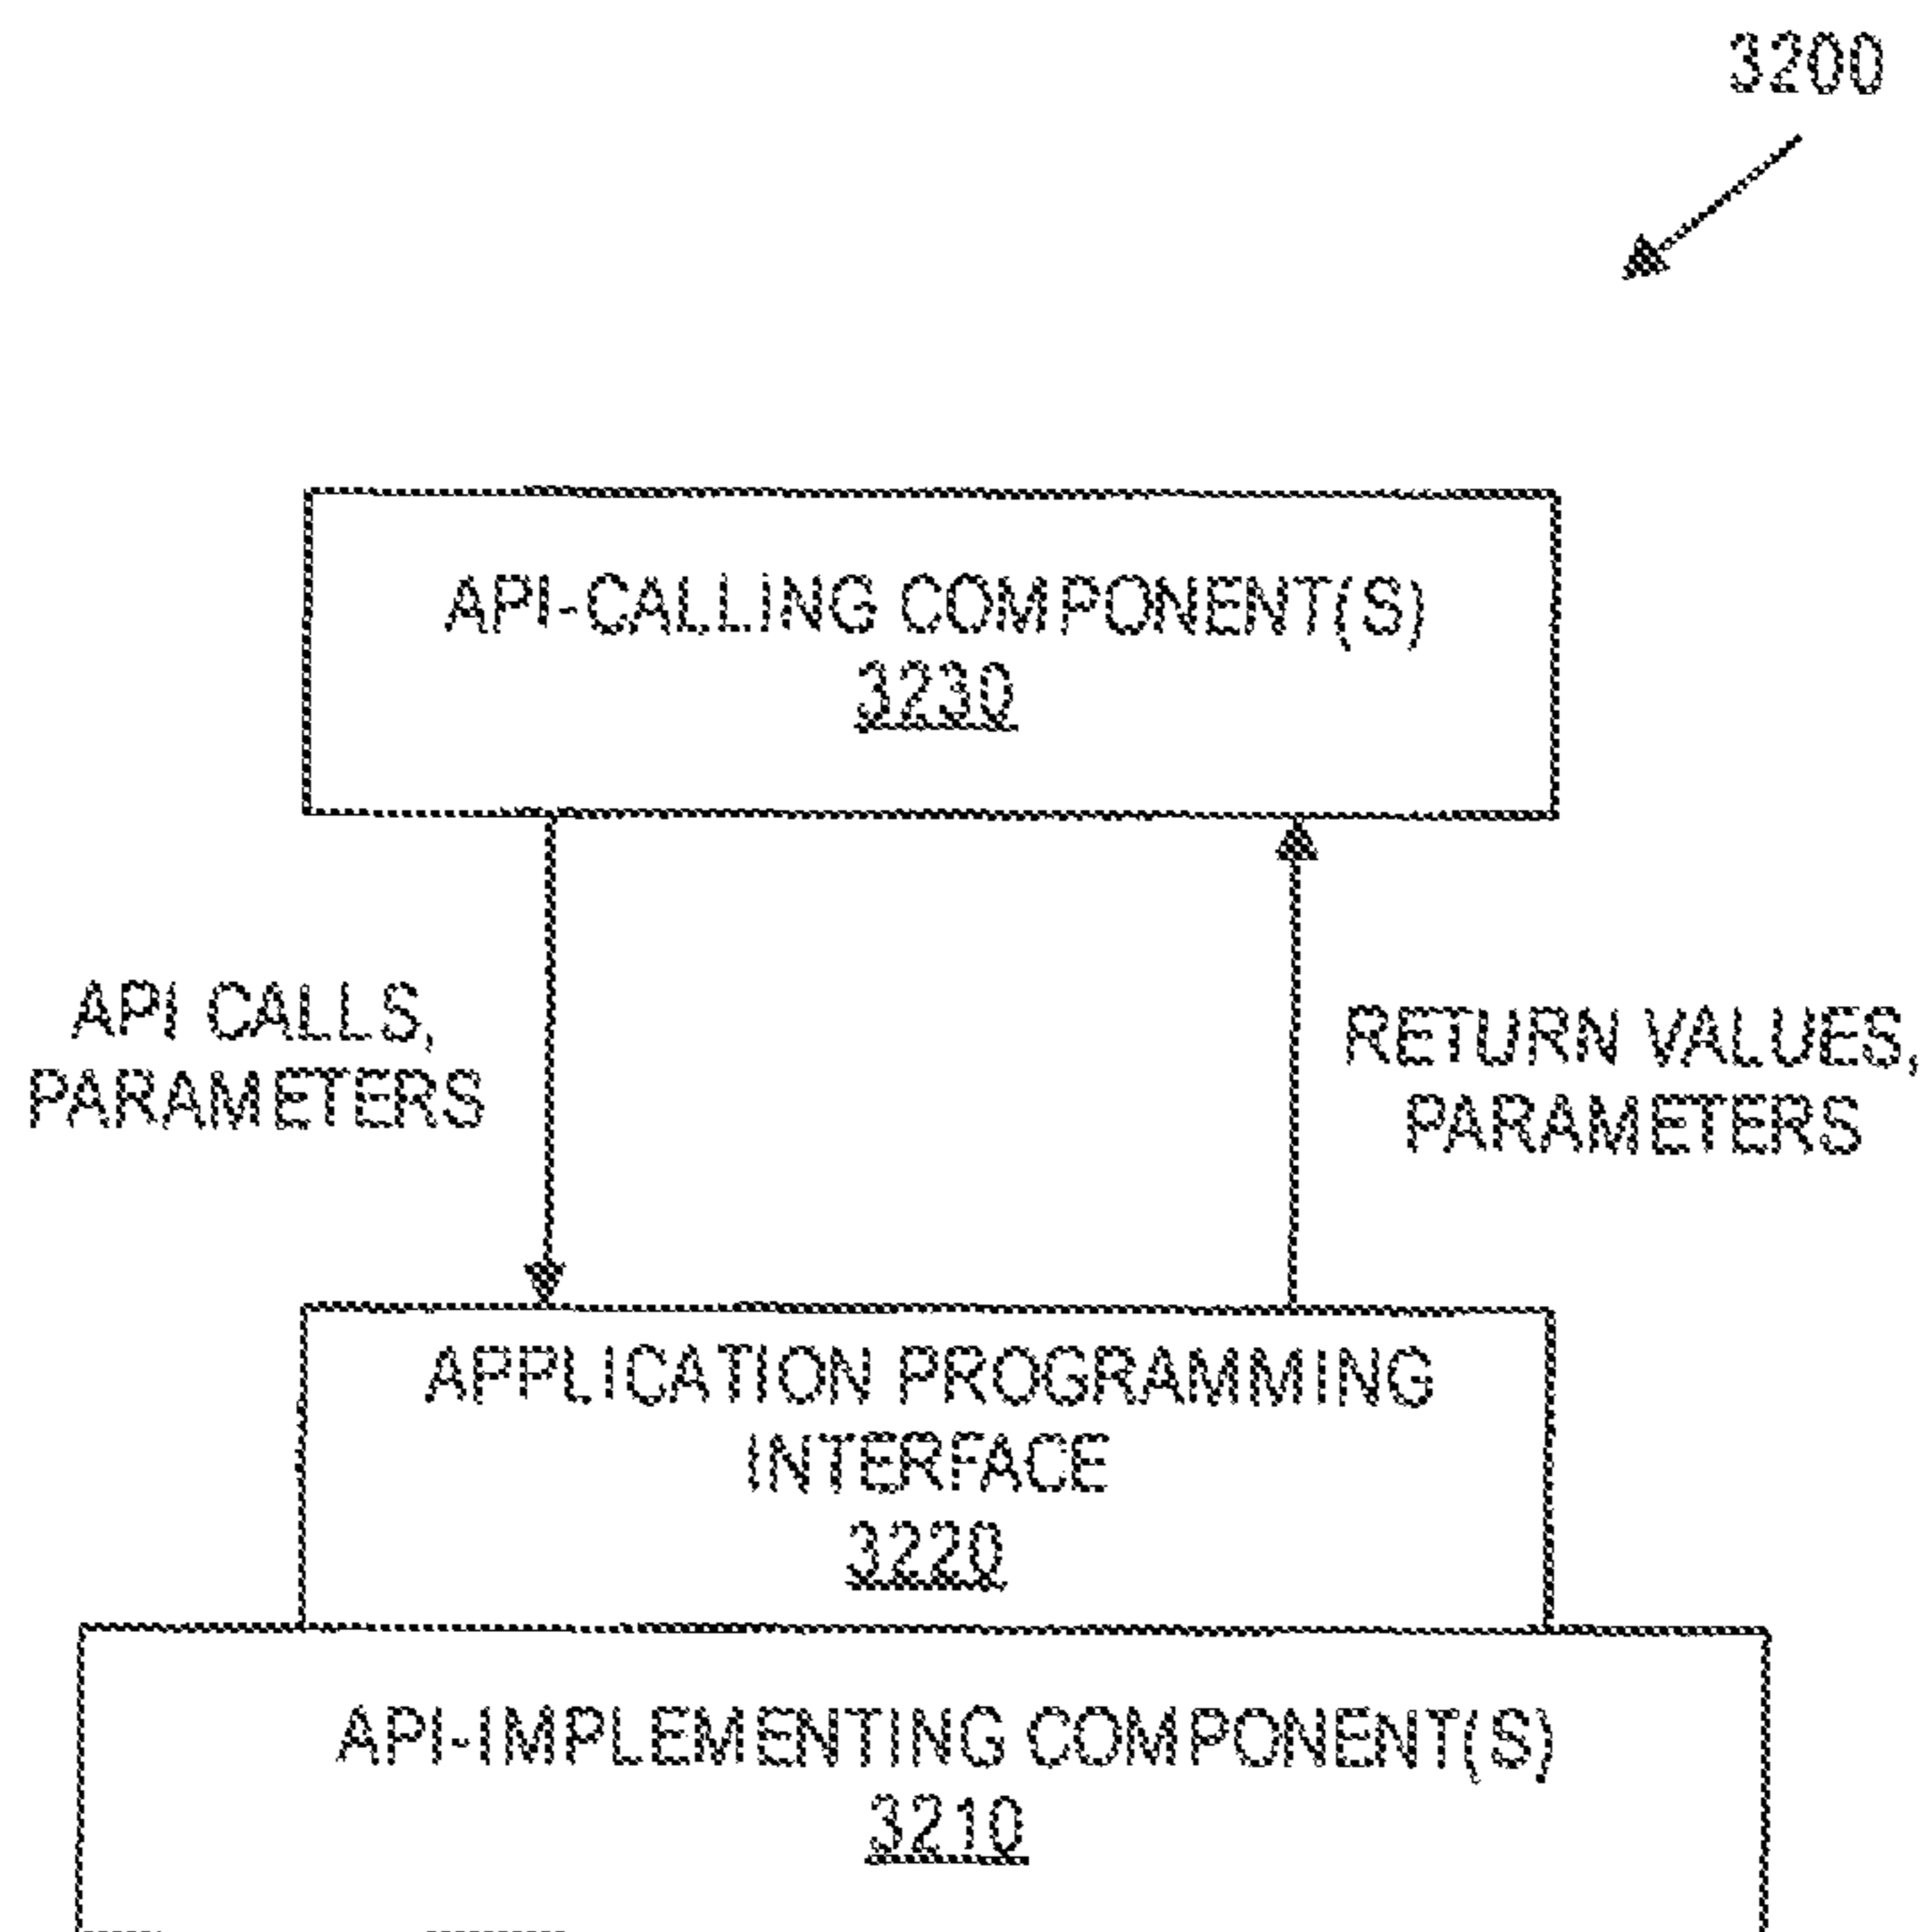 3200
API-CALLING COMPONENT(S)
3230
API CALLS,
PARAMETERS
RETURN VALUES,
PARAMETERS
APPLICATION PROGRAMMING
INTERFACE
3220
API-IMPLEMENTING COMPONENT(S)
3210